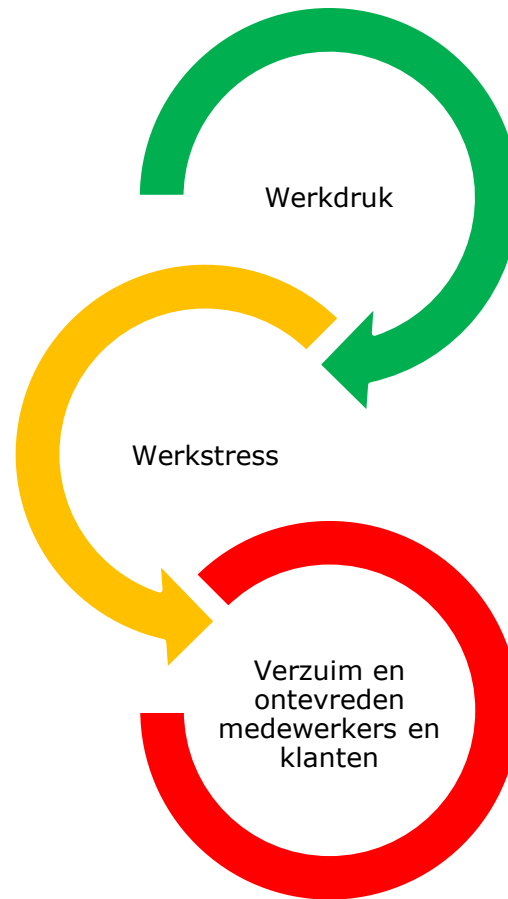 Werkdruk
Werkstress
Verzuim en
ontevreden
medewerkers en
klanten